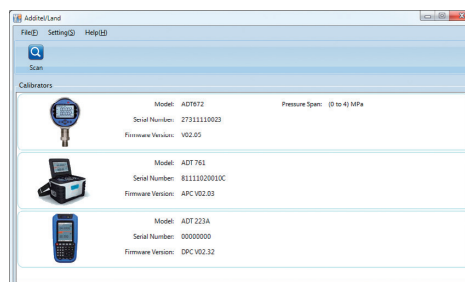 Additel/Land
File(F) Setting(S) Help(H)
Scan
Calibrators
Model: ADT672 Pressure Span: (0 to 4) MPa
Serial Number: 27311110023
Firmware Version: V02.05
Model: ADT 761
Serial Number: 81111020010C
Firmware Version: APC V02.03
Model: ADT 223A
Serial Number: 00000000
Firmware Version: DPC V02.32